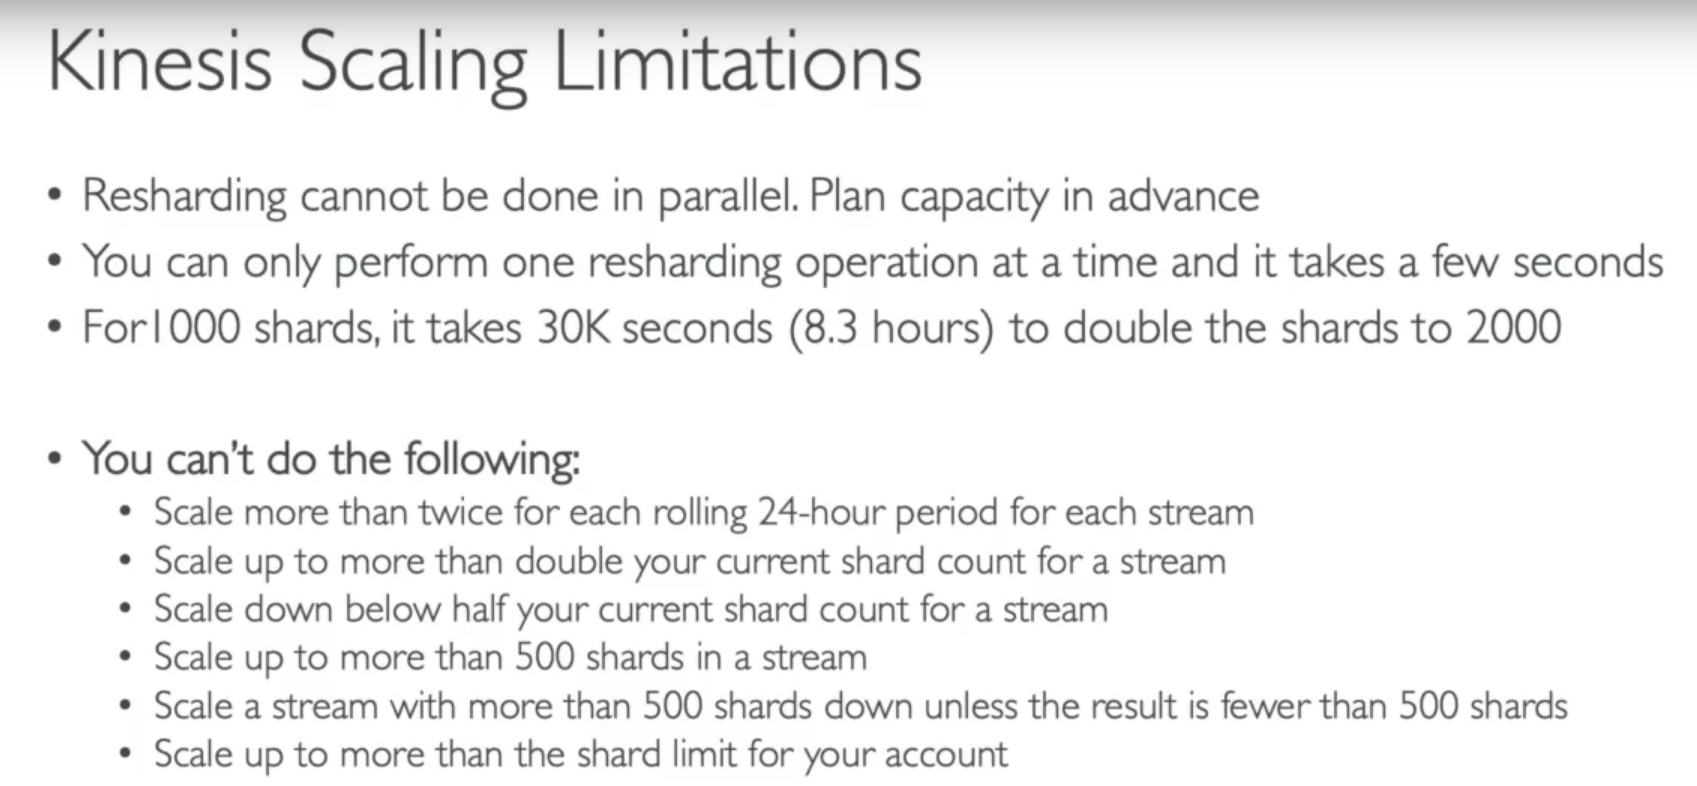 Kinesis Scaling Limitations
• Resharding cannot be done in parallel. Plan capacity in advance
• You can only perform one resharding operation at a time and it takes a few seconds
• For1000 shards, it takes 30K seconds (8.3 hours) to double the shards to 2000
• You can't do the following:
• Scale more than twice for each rolling 24-hour period for each stream
• Scale up to more than double your current shard count for a stream
• Scale down below half your current shard count for a stream
• Scale up to more than 500 shards in a stream
• Scale a stream with more than 500 shards down unless the result is fewer than 500 shards
• Scale up to more than the shard limit for your account